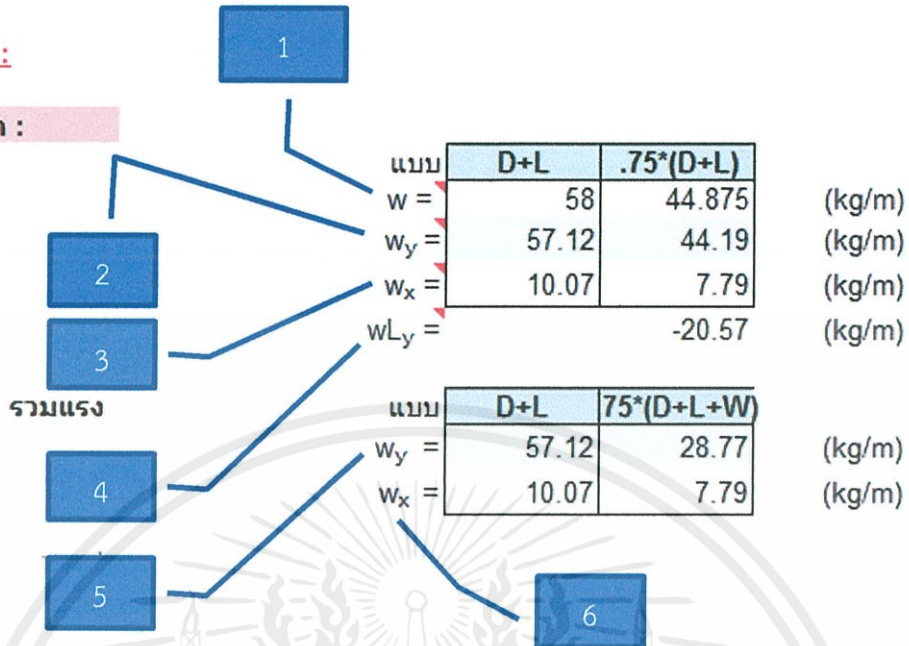 1
:
แบบ D+L .75*(D+L)
w = 58 44.875 (kg/m)
wy = 57.12 44.19 (kg/m)
2
wx = 10.07 7.79 (kg/m)
wLy = -20.57 (kg/m)
3
รวมแรง
แบบ D+L 75*(D+L+W)
wy = 57.12 28.77 (kg/m)
4
wx = 10.07 7.79 (kg/m)
5
6